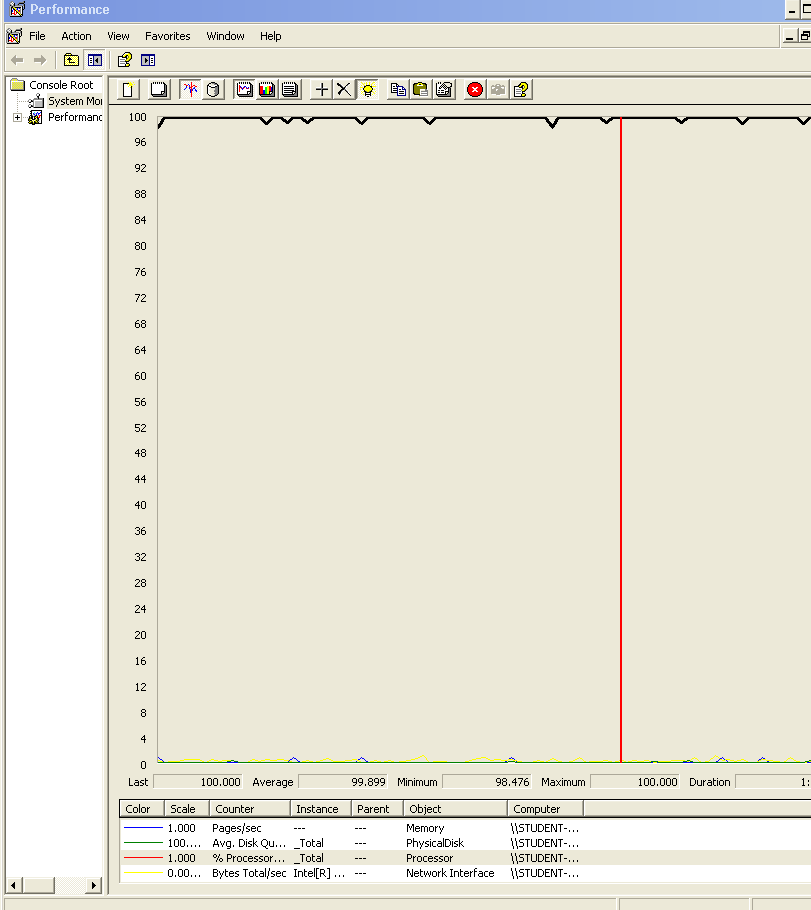 Performance
File Action View Favorites Window Help
Console Root
System Mo
Performanc
100
96
92
88
84
80
76
72
68
64
60
56
52
48
44
40
36
32
28
24
20
16
12
8
4
0
Last 100.000 Average 99.899 Minimum 98.476 Maximum 100.000 Duration 1:
Color Scale Counter Instance Parent Object Computer
1.000 Pages/sec --- --- Memory \\STUDENT-...
100.... Avg. Disk Qu... _Total --- PhysicalDisk \\STUDENT-...
1.000 % Processor... _Total --- Processor \\STUDENT-...
0.00... Bytes Total/sec Intel[R] ... --- Network Interface \\STUDENT-...